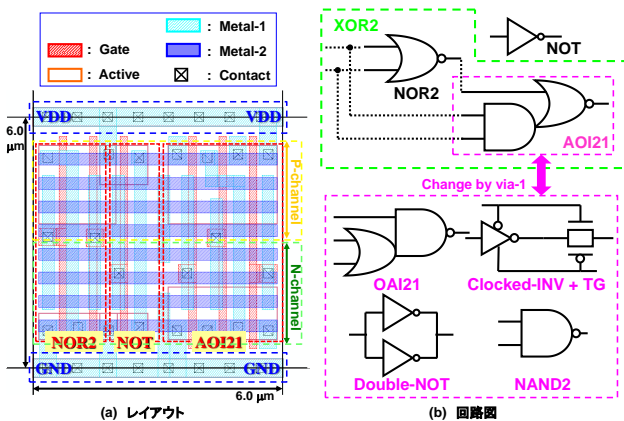 : Gate
: Metal-1
: Metal-2
: Active
: Contact
6.0
μm
VDD
VDD
P-channel
N-channel
NOR2
NOT
AOI21
GND
GND
6.0 μm
(a) レイアウト
XOR2
NOT
NOR2
AOI21
Change by via-1
OAI21
Clocked-INV + TG
Double-NOT
NAND2
(b) 回路図